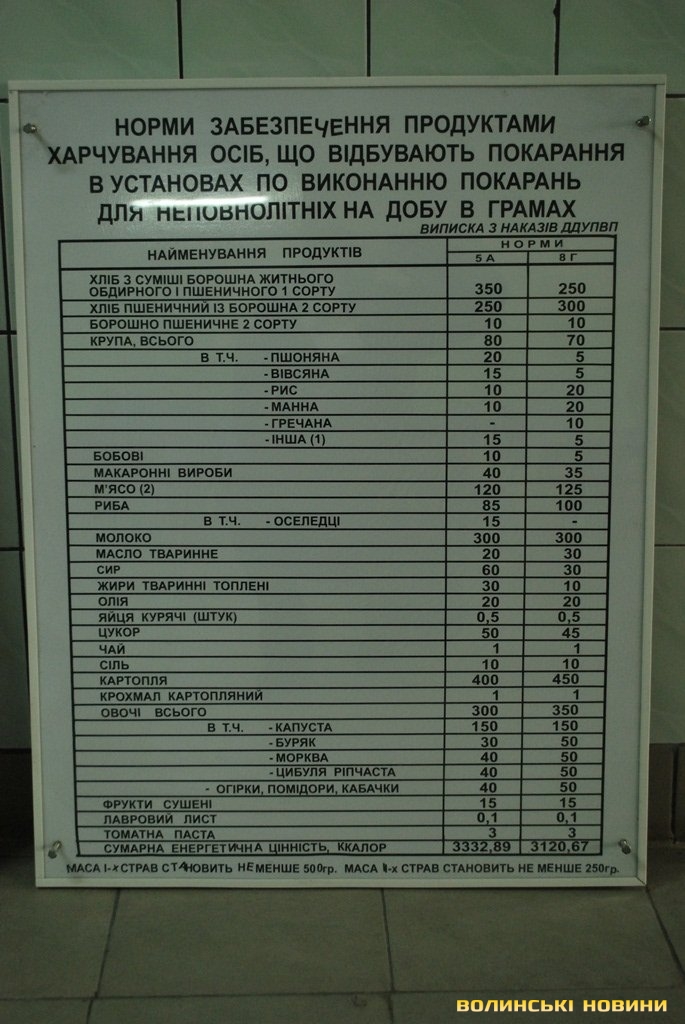 НОРМИ ЗАБЕЗПЕЧЕННЯ ПРОДУКТАМИ
ХАРЧУВАННЯ ОСІБ, ЩО ВІДБУВАЮТЬ ПОКАРАННЯ
В УСТАНОВАХ ПО ВИКОНАННЮ ПОКАРАНЬ
ДЛЯ НЕПОВНОЛІТНІХ НА ДОБУ В ГРАМАХ
ВИПИСКА З НАКАЗІВ ДДУПВП
НАЙМЕНУВАННЯ ПРОДУКТІВ НОРМИ
5 А 8 Г
ХЛІБ З СУМІШІ БОРОШНА ЖИТНЬОГО
ОБДИРНОГО І ПШЕНИЧНОГО 1 СОРТУ 350 250
ХЛІБ ПШЕНИЧНИЙ ІЗ БОРОШНА 2 СОРТУ 250 300
БОРОШНО ПШЕНИЧНЕ 2 СОРТУ 10 10
КРУПА, ВСЬОГО 80 70
В Т.Ч. - ПШОНЯНА 20 5
- ВІВСЯНА 15 5
- РИС 10 20
- МАННА 10 20
- ГРЕЧАНА - 10
- ІНША (1) 15 5
БОБОВІ 10 5
МАКАРОННІ ВИРОБИ 40 35
М'ЯСО (2) 120 125
РИБА 85 100
В Т.Ч. - ОСЕЛЕДЦІ 15 -
МОЛОКО 300 300
МАСЛО ТВАРИННЕ 20 30
СИР 60 30
ЖИРИ ТВАРИННІ ТОПЛЕНІ 30 10
ОЛІЯ 20 20
ЯЙЦЯ КУРЯЧІ (ШТУК) 0,5 0,5
ЦУКОР 50 45
ЧАЙ 1 1
СІЛЬ 10 10
КАРТОПЛЯ 400 450
КРОХМАЛ КАРТОПЛЯНИЙ 1 1
ОВОЧІ ВСЬОГО 300 350
В Т.Ч. - КАПУСТА 150 150
- БУРЯК 30 50
- МОРКВА 40 50
- ЦИБУЛЯ РІПЧАСТА 40 50
- ОГІРКИ, ПОМІДОРИ, КАБАЧКИ 40 50
ФРУКТИ СУШЕНІ 15 15
ЛАВРОВИЙ ЛИСТ 0,1 0,1
ТОМАТНА ПАСТА 3 3
СУМАРНА ЕНЕРГЕТИЧНА ЦІННІСТЬ, ККАЛОР 3332,89 3120,67
МАСА І-Х СТРАВ СТАНОВИТЬ НЕ МЕНШЕ 500гр. МАСА ІІ-х СТРАВ СТАНОВИТЬ НЕ МЕНШЕ 250гр.
ВОЛИНСЬКІ НОВИНИ